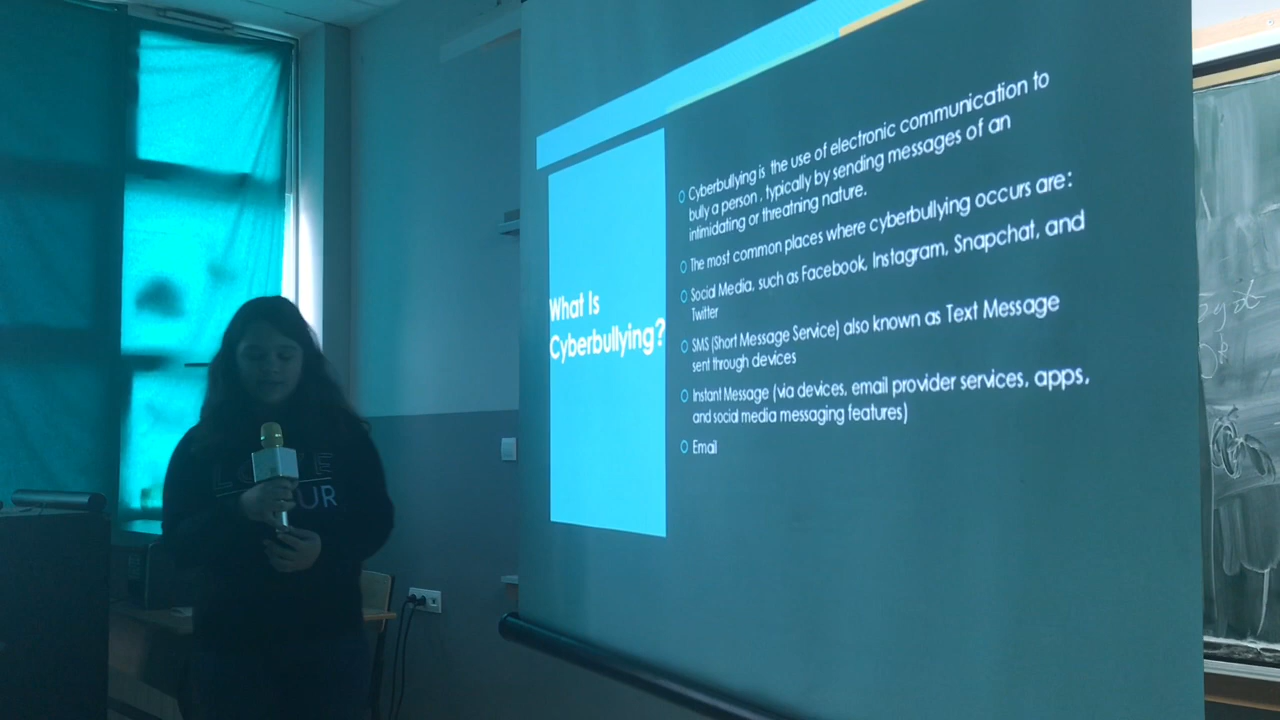 What Is
Cyberbullying?
Cyberbullying is the use of electronic communication to
bully a person , typically by sending messages of an
intimidating or threatning nature.
The most common places where cyberbullying occurs are:
Social Media, such as Facebook, Instagram, Snapchat, and
Twitter
SMS (Short Message Service) also known as Text Message
sent through devices
Instant Message (via devices, email provider services, apps,
and social media messaging features)
Email